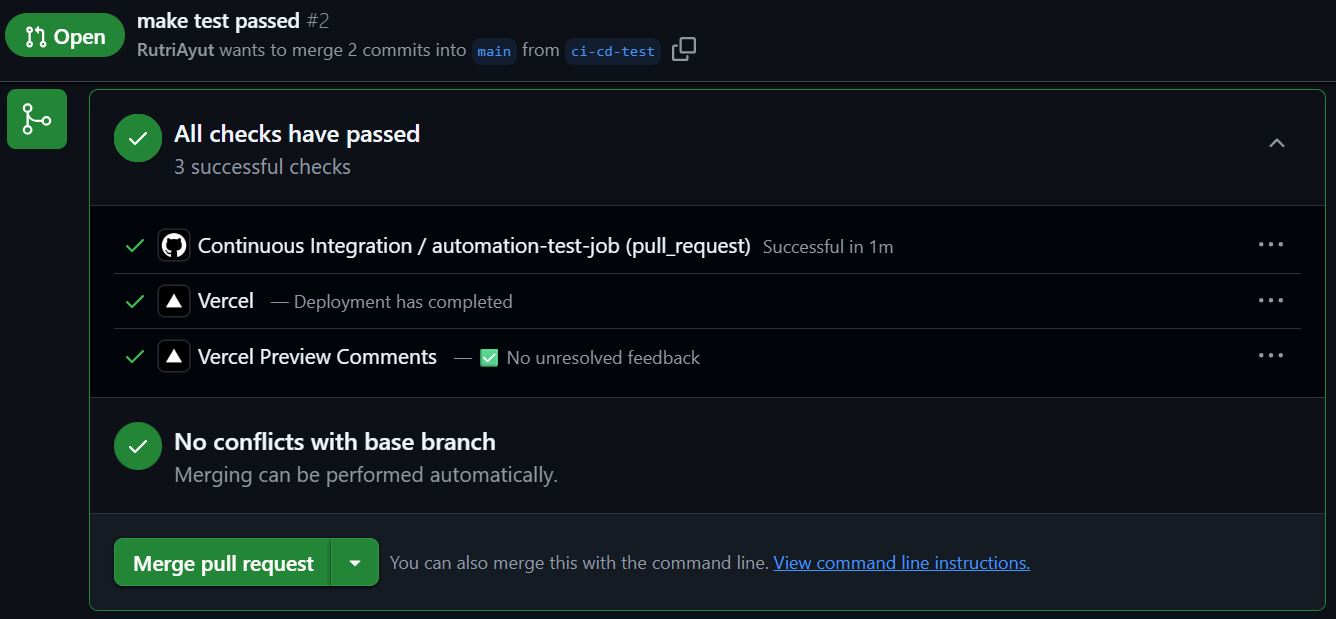 Open
make test passed #2
RutriAyut wants to merge 2 commits into main from ci-cd-test
All checks have passed
3 successful checks
Continuous Integration / automation-test-job (pull_request) Successful in 1m
Vercel — Deployment has completed
Vercel Preview Comments — ✅ No unresolved feedback
No conflicts with base branch
Merging can be performed automatically.
Merge pull request
You can also merge this with the command line. View command line instructions.